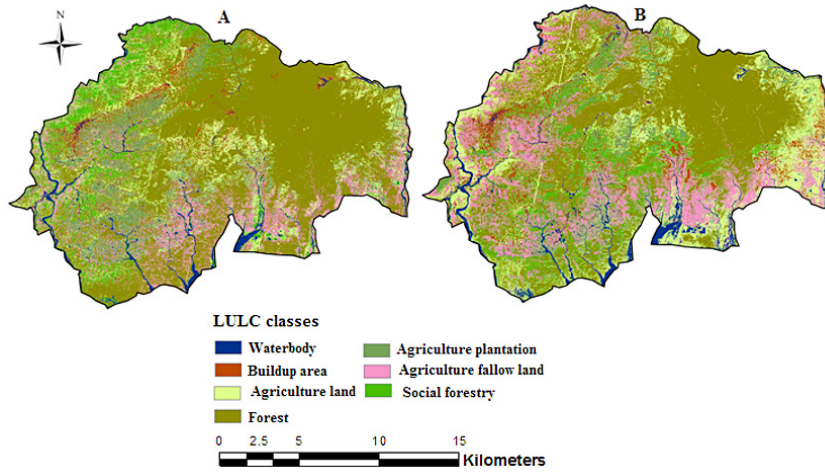 A
B
N
LULC classes
Waterbody
Agriculture plantation
Buildup area
Agriculture fallow land
Agriculture land
Social forestry
Forest
0 2.5 5 10 15
Kilometers